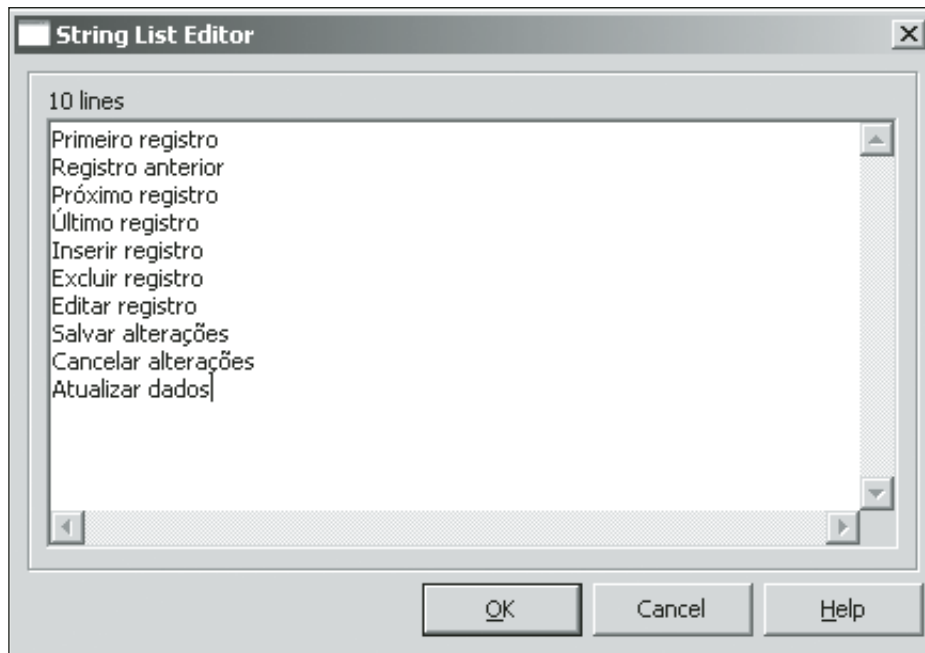 String List Editor
10 lines
Primeiro registro
Registro anterior
Próximo registro
Último registro
Inserir registro
Excluir registro
Editar registro
Salvar alterações
Cancelar alterações
Atualizar dados
OK Cancel Help